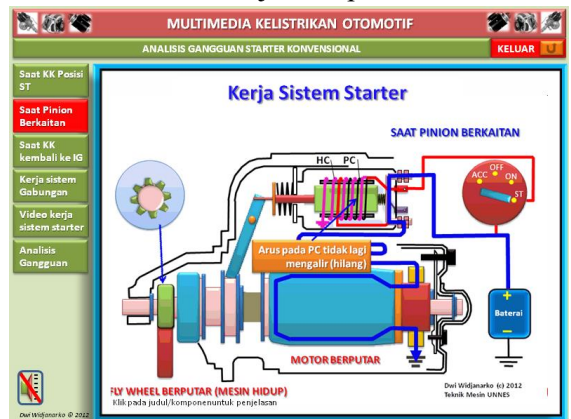 MULTIMEDIA KELISTRIKAN OTOMOTIF
ANALISIS GANGGUAN STARTER KONVENSIONAL
KELUAR
Saat KK Posisi
ST
Saat Pinion
Berkaitan
Saat KK
kembali ke IG
Kerja sistem
Gabungan
Video kerja
sistem starter
Analisis
Gangguan
Kerja Sistem Starter
SAAT PINION BERKAITAN
HC PC
ACC OFF ON ST
Arus pada PC tidak lagi
mengalir (hilang)
Baterai
MOTOR BERPUTAR
FLY WHEEL BERPUTAR (MESIN HIDUP)
Klik pada judul/komponenuntuk penjelasan
Dwi Widjanarko (c) 2012
Teknik Mesin UNNES
Dwi Widjanarko © 2012